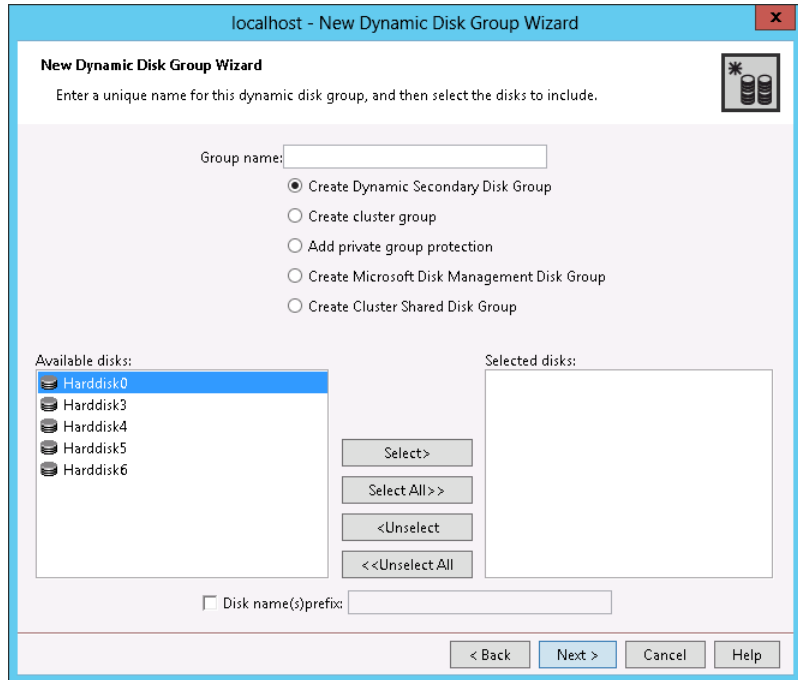 localhost - New Dynamic Disk Group Wizard
x
New Dynamic Disk Group Wizard
Enter a unique name for this dynamic disk group, and then select the disks to include.
Group name:
Create Dynamic Secondary Disk Group
Create cluster group
Add private group protection
Create Microsoft Disk Management Disk Group
Create Cluster Shared Disk Group
Available disks:
Harddisk0
Harddisk3
Harddisk4
Harddisk5
Harddisk6
Select>
Select All>>
<Unselect
<<Unselect All
Selected disks:
Disk name(s)prefix:
< Back
Next >
Cancel
Help